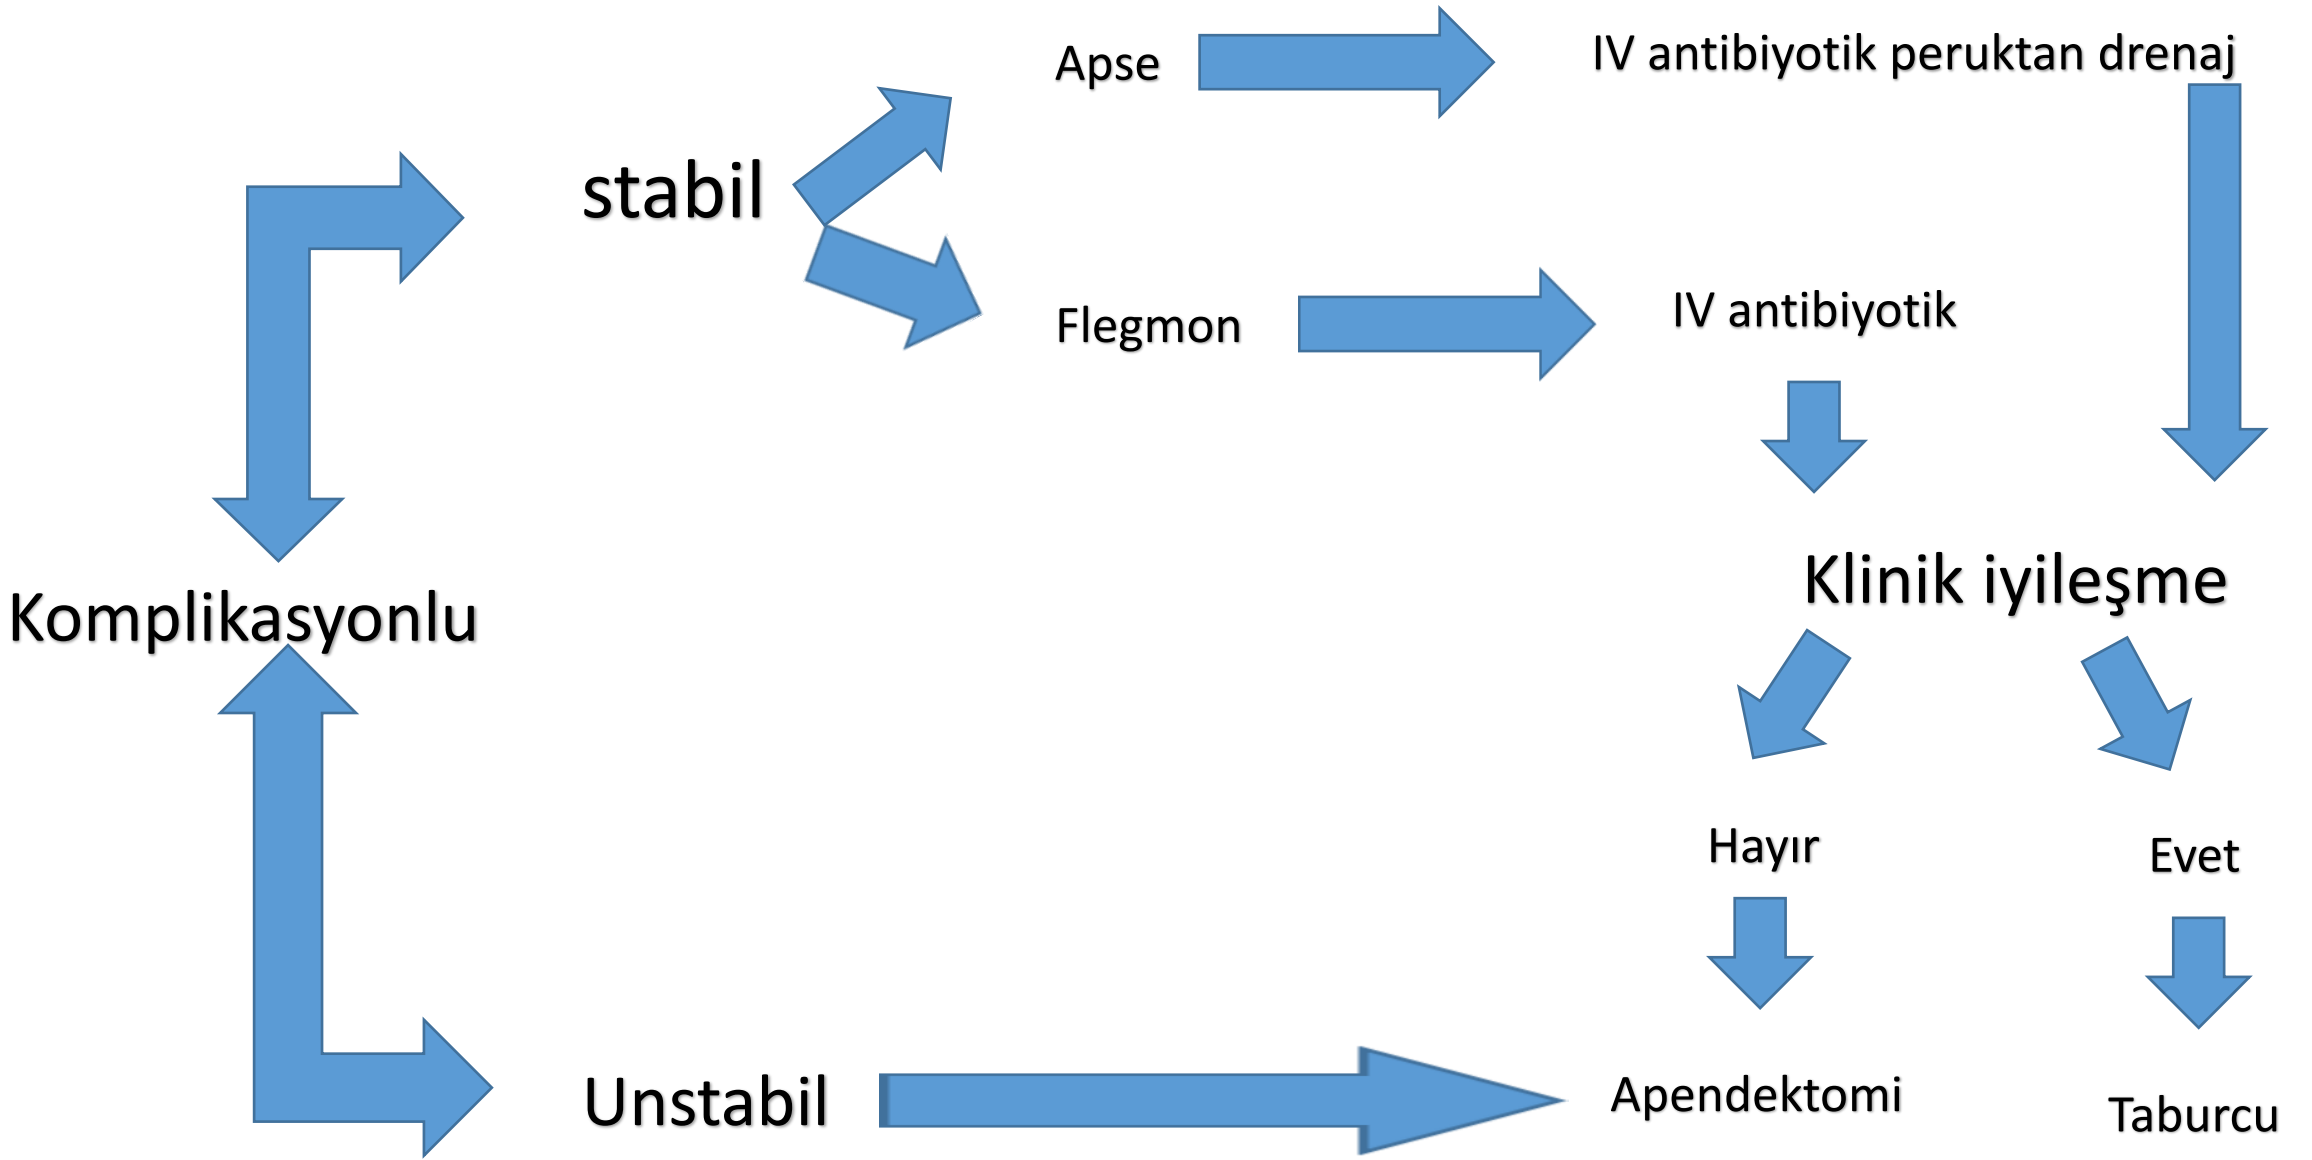 Apse
IV antibiyotik peruktan drenaj
stabil
Flegmon
IV antibiyotik
Komplikasyonlu
Klinik iyileşme
Hayır
Evet
Unstabil
Apendektomi
Taburcu